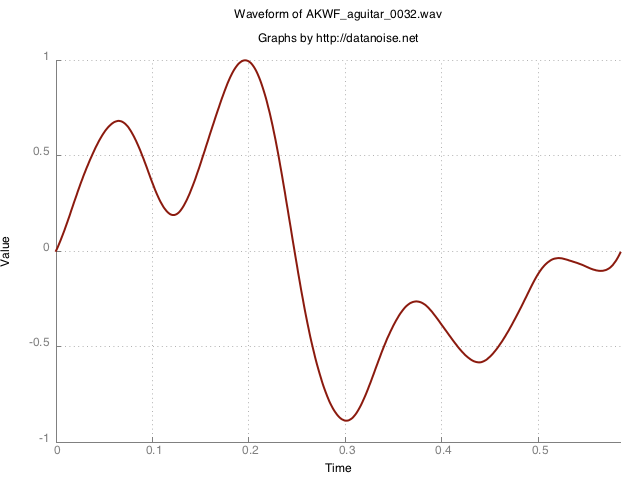 Waveform of AKWF_aguitar_0032.wav
Graphs by http://datanoise.net
1
0.5
0
-0.5
-1
Value
0 0.1 0.2 0.3 0.4 0.5
Time